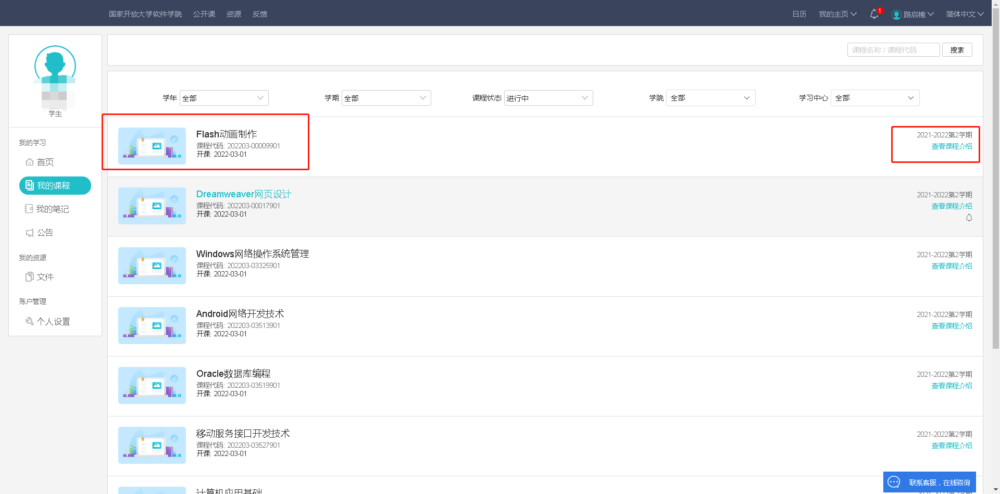 国家开放大学软件学院 公开课 资源 反馈 日历 我的主页 1 路启楠 简体中文
课程名称 / 课程代码 搜索
学生
我的学习
首页
我的课程
我的笔记
公告
我的资源
文件
账户管理
个人设置
学年 全部 学期 全部 课程状态 进行中 学院 全部 学习中心 全部
Flash动画制作
课程代码: 202203-00009901
开课: 2022-03-01
2021-2022第2学期
查看课程介绍
Dreamweaver网页设计
课程代码: 202203-00017901
开课: 2022-03-01
2021-2022第2学期
查看课程介绍
Windows网络操作系统管理
课程代码: 202203-03325901
开课: 2022-03-01
2021-2022第2学期
查看课程介绍
Android网络开发技术
课程代码: 202203-03513901
开课: 2022-03-01
2021-2022第2学期
查看课程介绍
Oracle数据库编程
课程代码: 202203-03519901
开课: 2022-03-01
2021-2022第2学期
查看课程介绍
移动服务接口开发技术
课程代码: 202203-03527901
开课: 2022-03-01
2021-2022第2学期
查看课程介绍
计算机应用基础
联系客服，在线咨询